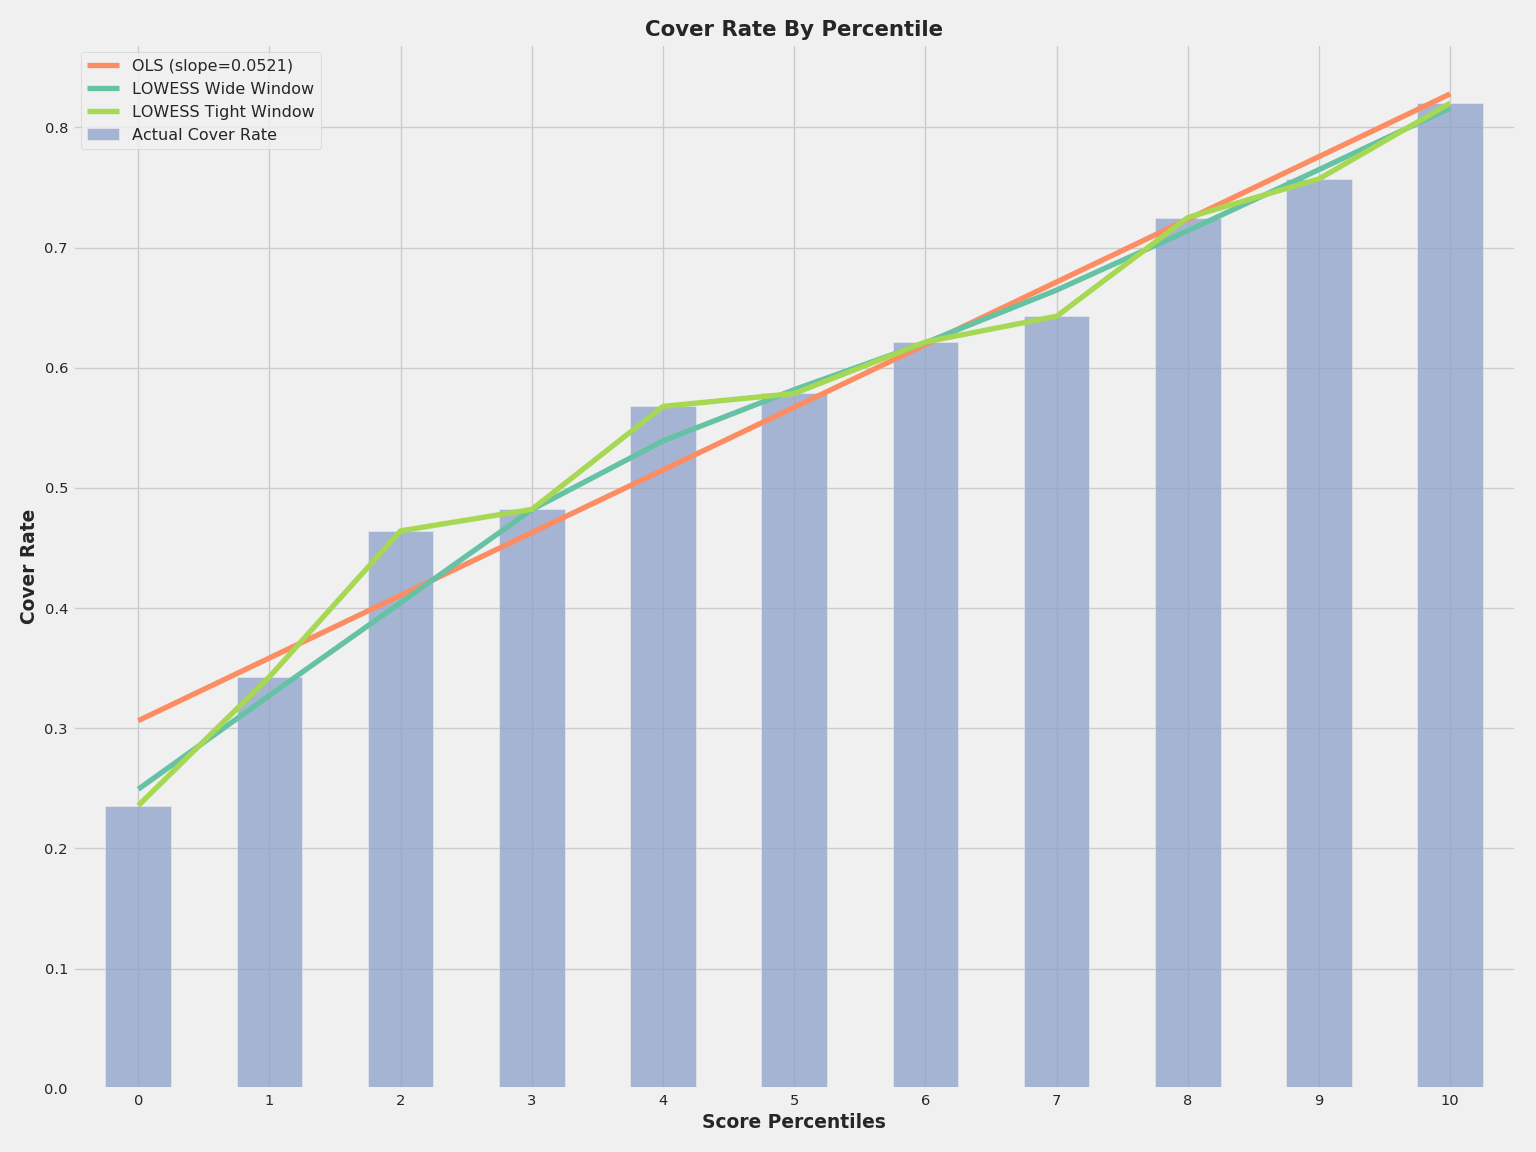 Cover Rate By Percentile
OLS (slope=0.0521)
LOWESS Wide Window
LOWESS Tight Window
Actual Cover Rate
Cover Rate
0.8
0.7
0.6
0.5
0.4
0.3
0.2
0.1
0.0
0 1 2 3 4 5 6 7 8 9 10
Score Percentiles